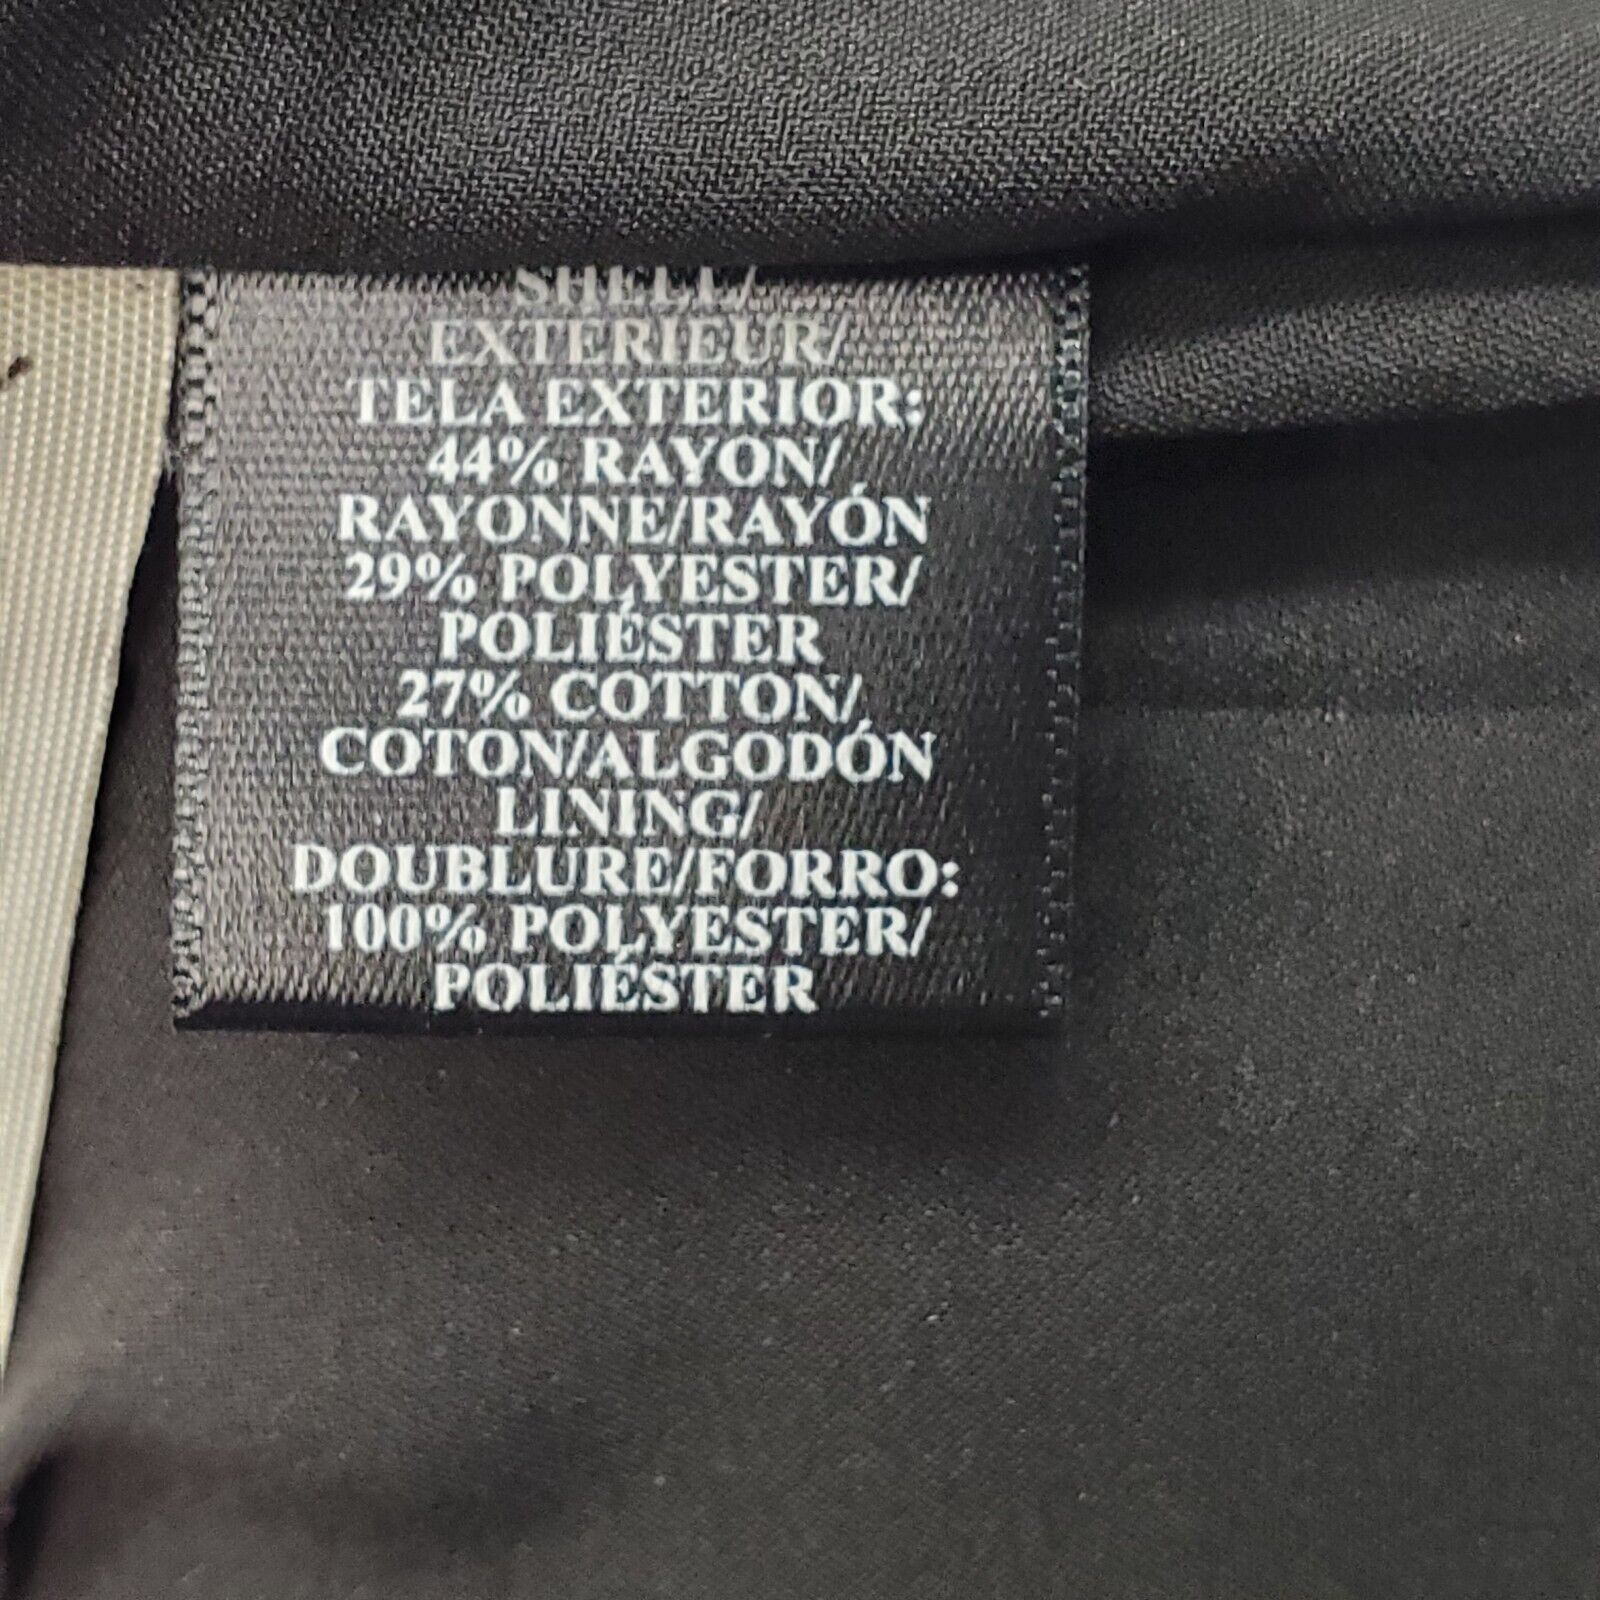 SHELL/
EXTERIEUR/
TELA EXTERIOR:
44% RAYON/
RAYONNE/RAYÓN
29% POLYESTER/
POLIÉSTER
27% COTTON/
COTON/ALGODÓN
LINING/
DOUBLURE/FORRO:
100% POLYESTER/
POLIÉSTER